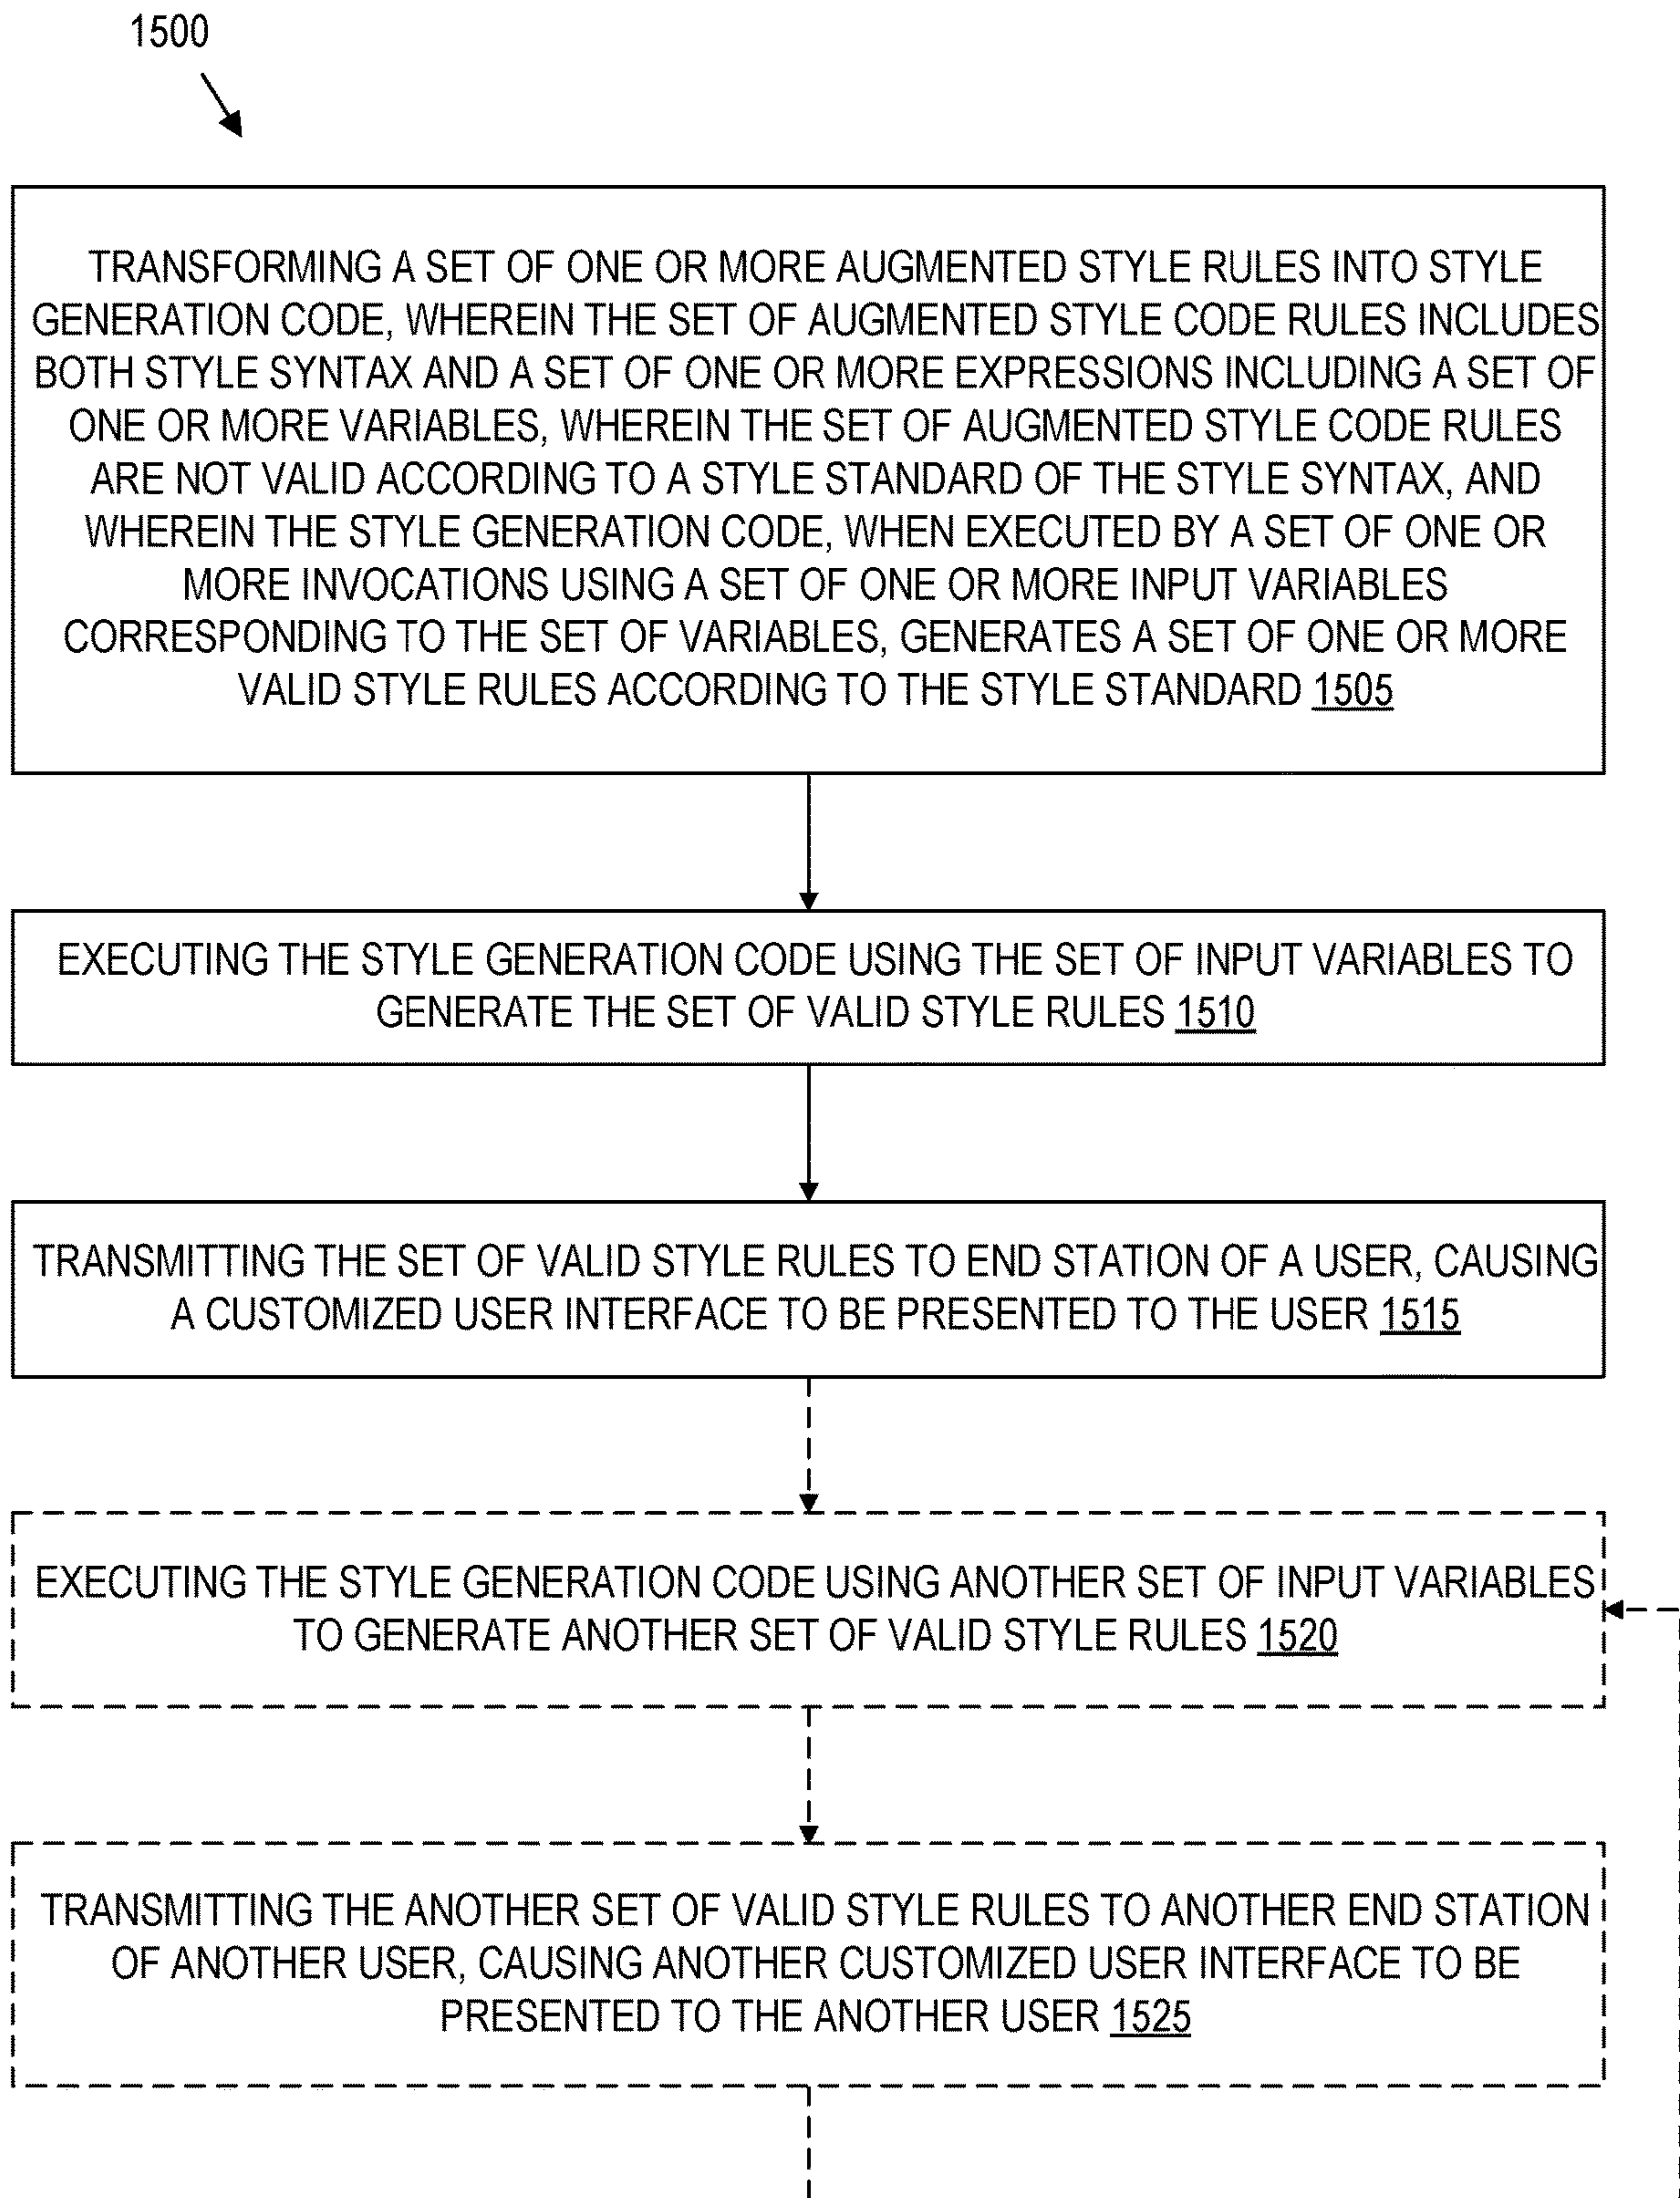 1500
TRANSFORMING A SET OF ONE OR MORE AUGMENTED STYLE RULES INTO STYLE
GENERATION CODE, WHEREIN THE SET OF AUGMENTED STYLE CODE RULES INCLUDES
BOTH STYLE SYNTAX AND A SET OF ONE OR MORE EXPRESSIONS INCLUDING A SET OF
ONE OR MORE VARIABLES, WHEREIN THE SET OF AUGMENTED STYLE CODE RULES
ARE NOT VALID ACCORDING TO A STYLE STANDARD OF THE STYLE SYNTAX, AND
WHEREIN THE STYLE GENERATION CODE, WHEN EXECUTED BY A SET OF ONE OR
MORE INVOCATIONS USING A SET OF ONE OR MORE INPUT VARIABLES
CORRESPONDING TO THE SET OF VARIABLES, GENERATES A SET OF ONE OR MORE
VALID STYLE RULES ACCORDING TO THE STYLE STANDARD 1505
EXECUTING THE STYLE GENERATION CODE USING THE SET OF INPUT VARIABLES TO
GENERATE THE SET OF VALID STYLE RULES 1510
TRANSMITTING THE SET OF VALID STYLE RULES TO END STATION OF A USER, CAUSING
A CUSTOMIZED USER INTERFACE TO BE PRESENTED TO THE USER 1515
EXECUTING THE STYLE GENERATION CODE USING ANOTHER SET OF INPUT VARIABLES
TO GENERATE ANOTHER SET OF VALID STYLE RULES 1520
TRANSMITTING THE ANOTHER SET OF VALID STYLE RULES TO ANOTHER END STATION
OF ANOTHER USER, CAUSING ANOTHER CUSTOMIZED USER INTERFACE TO BE
PRESENTED TO THE ANOTHER USER 1525